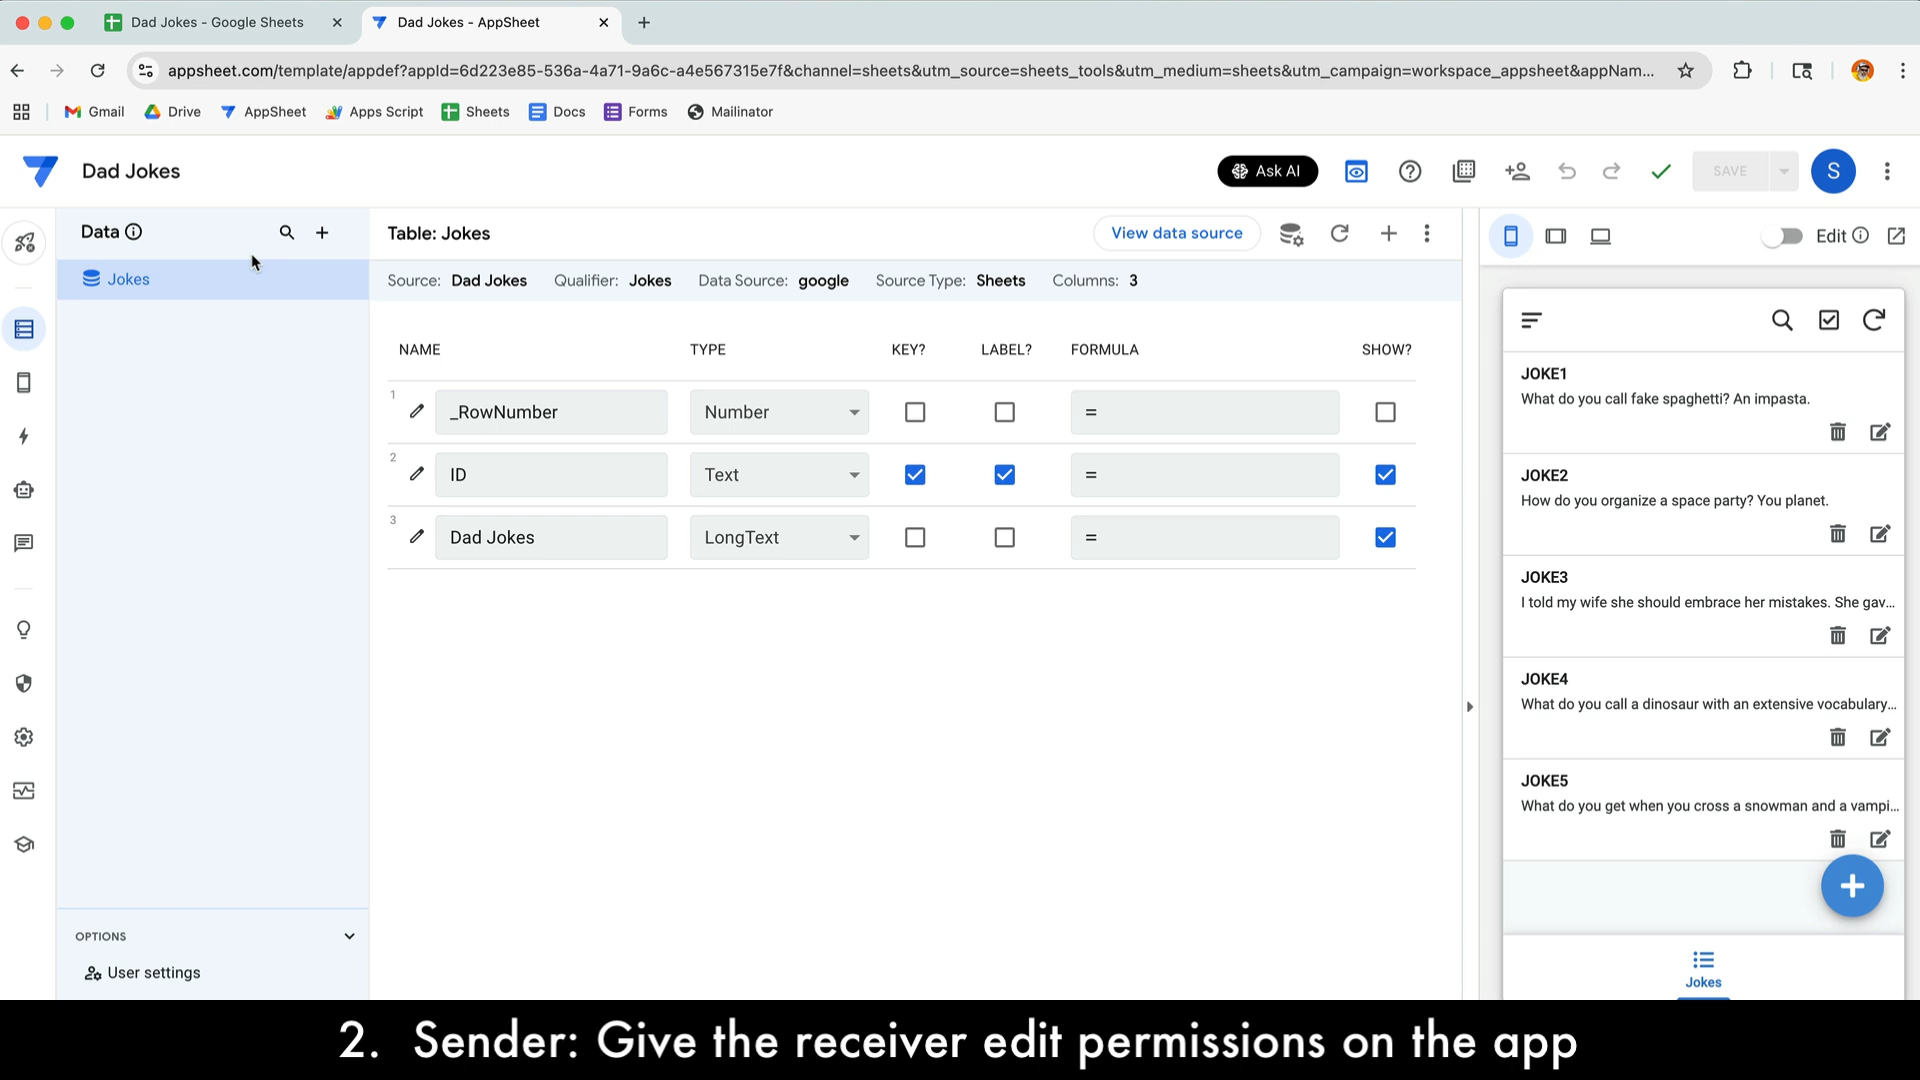 Dad Jokes - Google Sheets
Dad Jokes - AppSheet
appsheet.com/template/appdef?appId=6d223e85-536a-4a71-9a6c-a4e567315e7f&channel=sheets&utm_source=sheets_tools&utm_medium=sheets&utm_campaign=workspace_appsheet&appNam...
Gmail Drive AppSheet Apps Script Sheets Docs Forms Mailinator
Dad Jokes
Ask AI
SAVE
S
Data
Jokes
Table: Jokes
View data source
Edit
Source: Dad Jokes Qualifier: Jokes Data Source: google Source Type: Sheets Columns: 3
NAME TYPE KEY? LABEL? FORMULA SHOW?
1 _RowNumber Number =
2 ID Text =
3 Dad Jokes LongText =
JOKE1
What do you call fake spaghetti? An impasta.
JOKE2
How do you organize a space party? You planet.
JOKE3
I told my wife she should embrace her mistakes. She gav...
JOKE4
What do you call a dinosaur with an extensive vocabulary...
JOKE5
What do you get when you cross a snowman and a vampi...
Jokes
OPTIONS
User settings
2. Sender: Give the receiver edit permissions on the app